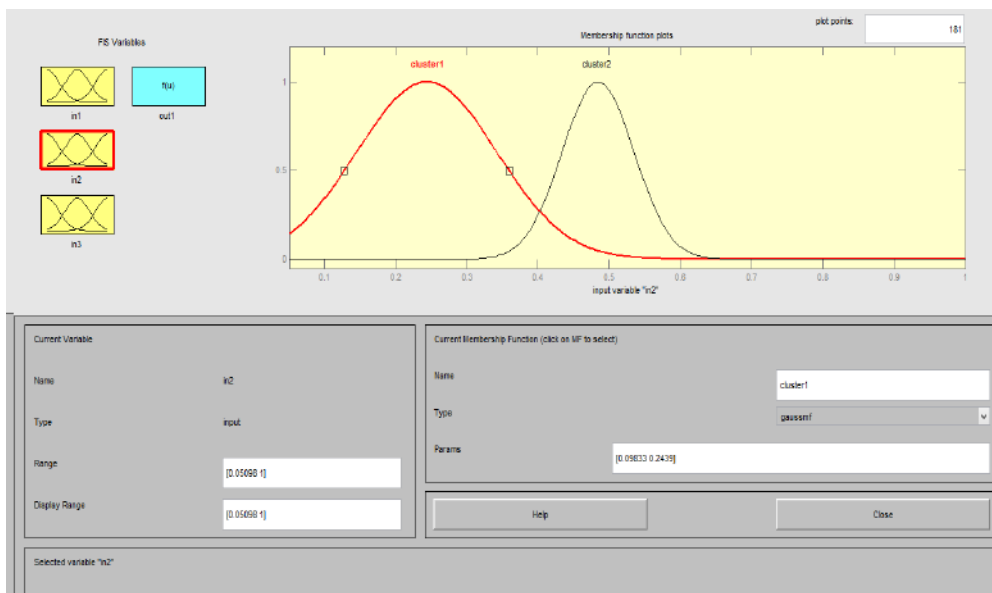 plot points: 181
FIS Variables
Membership function plots
cluster1 cluster2
f(u)
in1 out1
in2
in3
1
0.5
0
0.1 0.2 0.3 0.4 0.5 0.6 0.7 0.8 0.9 1
input variable "in2"
Current Variable
Name in2
Type input
Range [0.05098 1]
Display Range [0.05098 1]
Current Membership Function (click on MF to select)
Name cluster1
Type gaussmf
Params [0.09833 0.2439]
Help Close
Selected variable "in2"